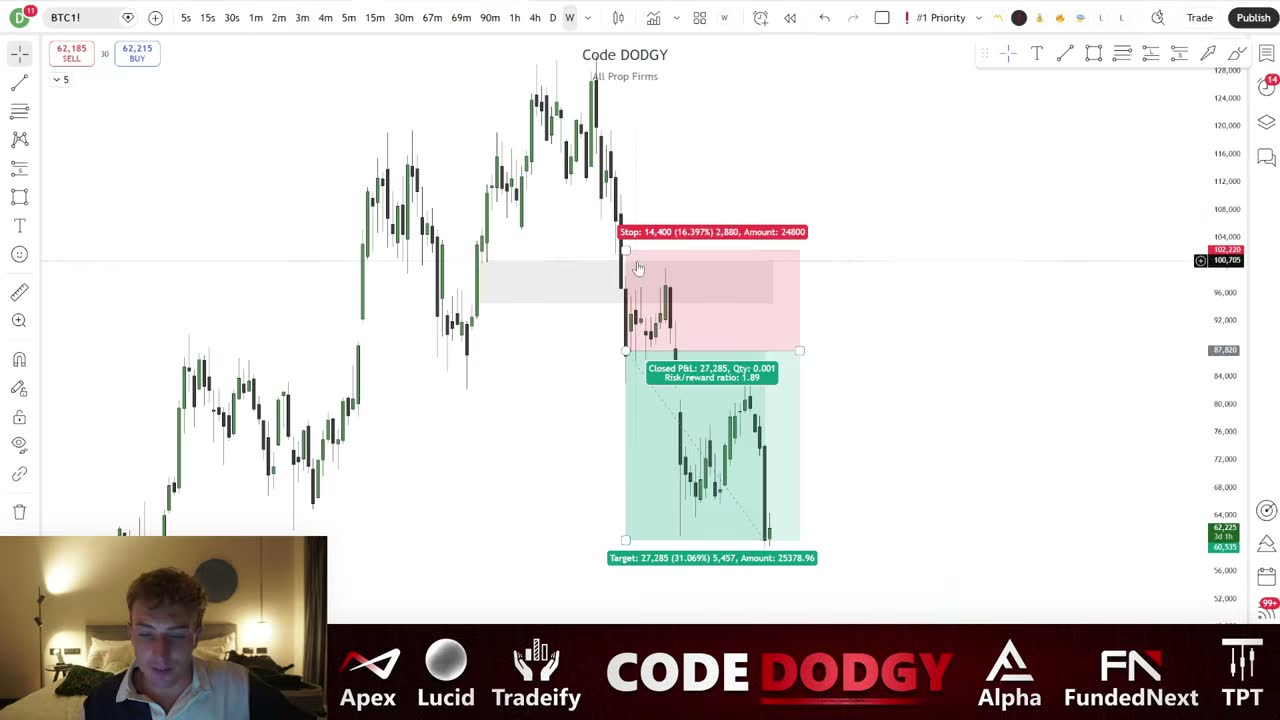 D
11
BTC1!
5s 15s 30s 1m 2m 3m 4m 5m 15m 30m 67m 69m 90m 1h 4h D W
W
#1 Priority
L
L
Trade
Publish
62,185
SELL
30
62,215
BUY
5
Code DODGY
All Prop Firms
T
14
99+
128,000
124,000
120,000
116,000
112,000
108,000
104,000
102,220
100,705
96,000
92,000
87,820
84,000
80,000
76,000
72,000
68,000
64,000
62,225
3d 1h
60,535
56,000
52,000
Stop: 14,400 (16.397%) 2,880, Amount: 24800
Closed P&L: 27,285, Qty: 0.001
Risk/reward ratio: 1.89
Target: 27,285 (31.069%) 5,457, Amount: 25378.96
Apex
Lucid
Tradeify
CODE DODGY
Alpha
FN
FundedNext
TPT